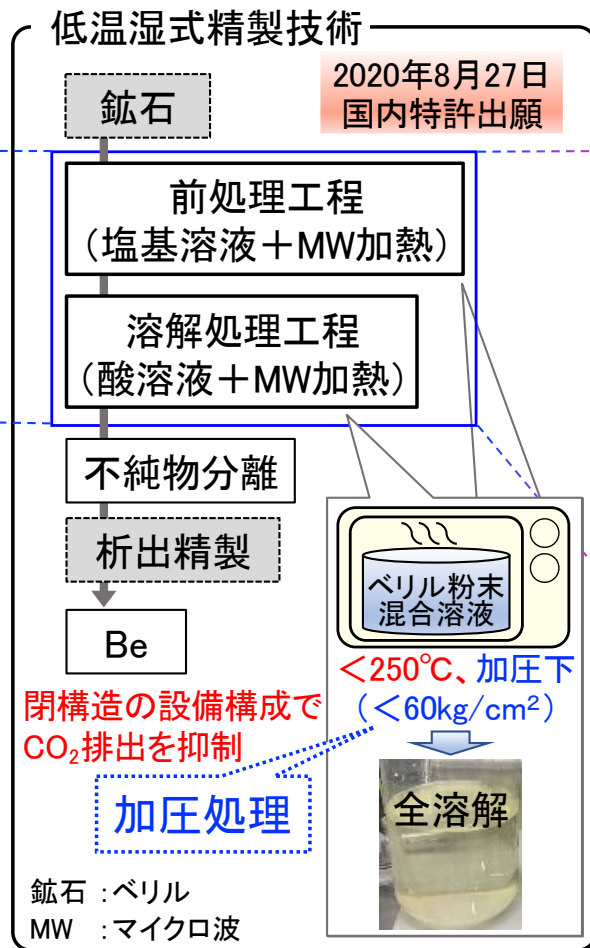 低温湿式精製技術
2020年8月27日
国内特許出願
鉱石
前処理工程
（塩基溶液＋MW加熱）
溶解処理工程
（酸溶液＋MW加熱）
不純物分離
析出精製
Be
ベリル粉末
混合溶液
＜250℃、加圧下
（＜60kg/cm²）
閉構造の設備構成で
CO₂排出を抑制
加圧処理
全溶解
鉱石 ：ベリル
MW ：マイクロ波